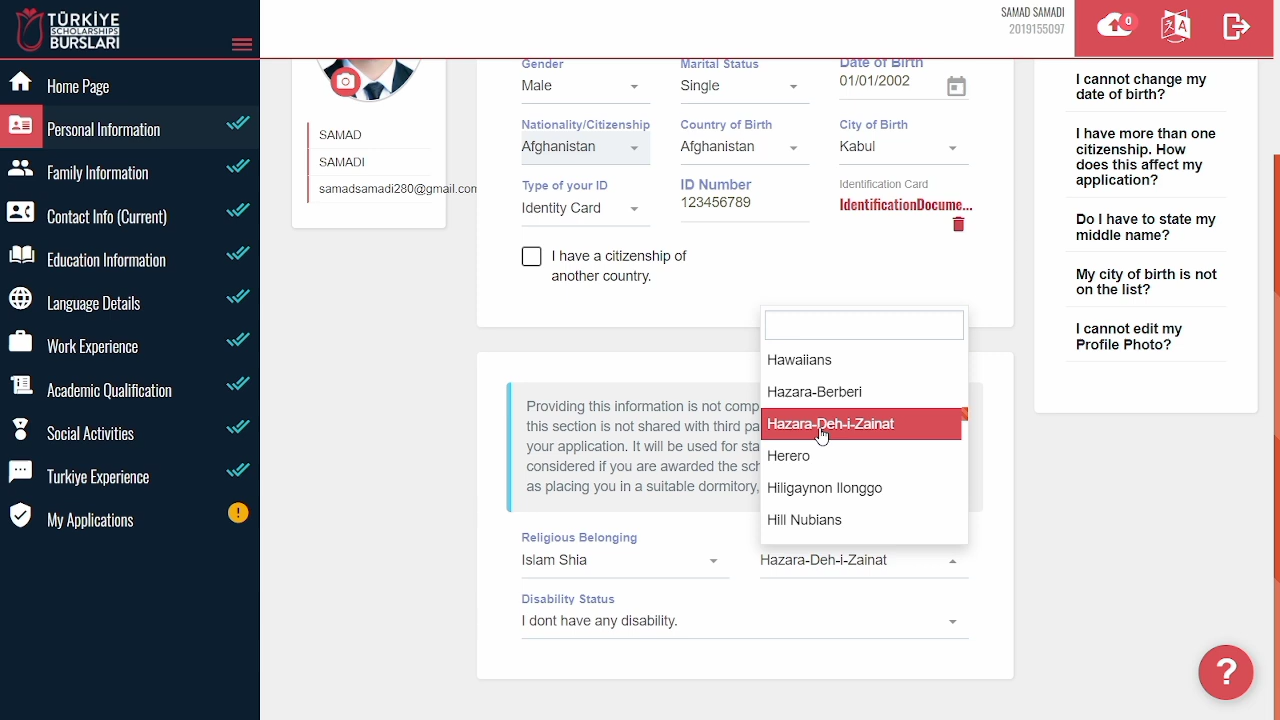 TÜRKİYE
SCHOLARSHIPS
BURSLARI
SAMAD SAMADI
2019155097
0
Home Page
Personal Information
Family Information
Contact Info (Current)
Education Information
Language Details
Work Experience
Academic Qualification
Social Activities
Turkiye Experience
My Applications
!
SAMAD
SAMADI
samadsamadi280@gmail.con
Gender
Male
Marital Status
Single
Date of Birth
01/01/2002
Nationality/Citizenship
Afghanistan
Country of Birth
Afghanistan
City of Birth
Kabul
Type of your ID
Identity Card
ID Number
123456789
Identification Card
IdentificationDocume...
I have a citizenship of
another country.
Hawaiians
Hazara-Berberi
Hazara-Deh-i-Zainat
Herero
Hiligaynon Ilonggo
Hill Nubians
Providing this information is not comp
this section is not shared with third pa
your application. It will be used for sta
considered if you are awarded the sch
as placing you in a suitable dormitory,
Religious Belonging
Islam Shia
Hazara-Deh-i-Zainat
Disability Status
I dont have any disability.
I cannot change my
date of birth?
I have more than one
citizenship. How
does this affect my
application?
Do I have to state my
middle name?
My city of birth is not
on the list?
I cannot edit my
Profile Photo?
?